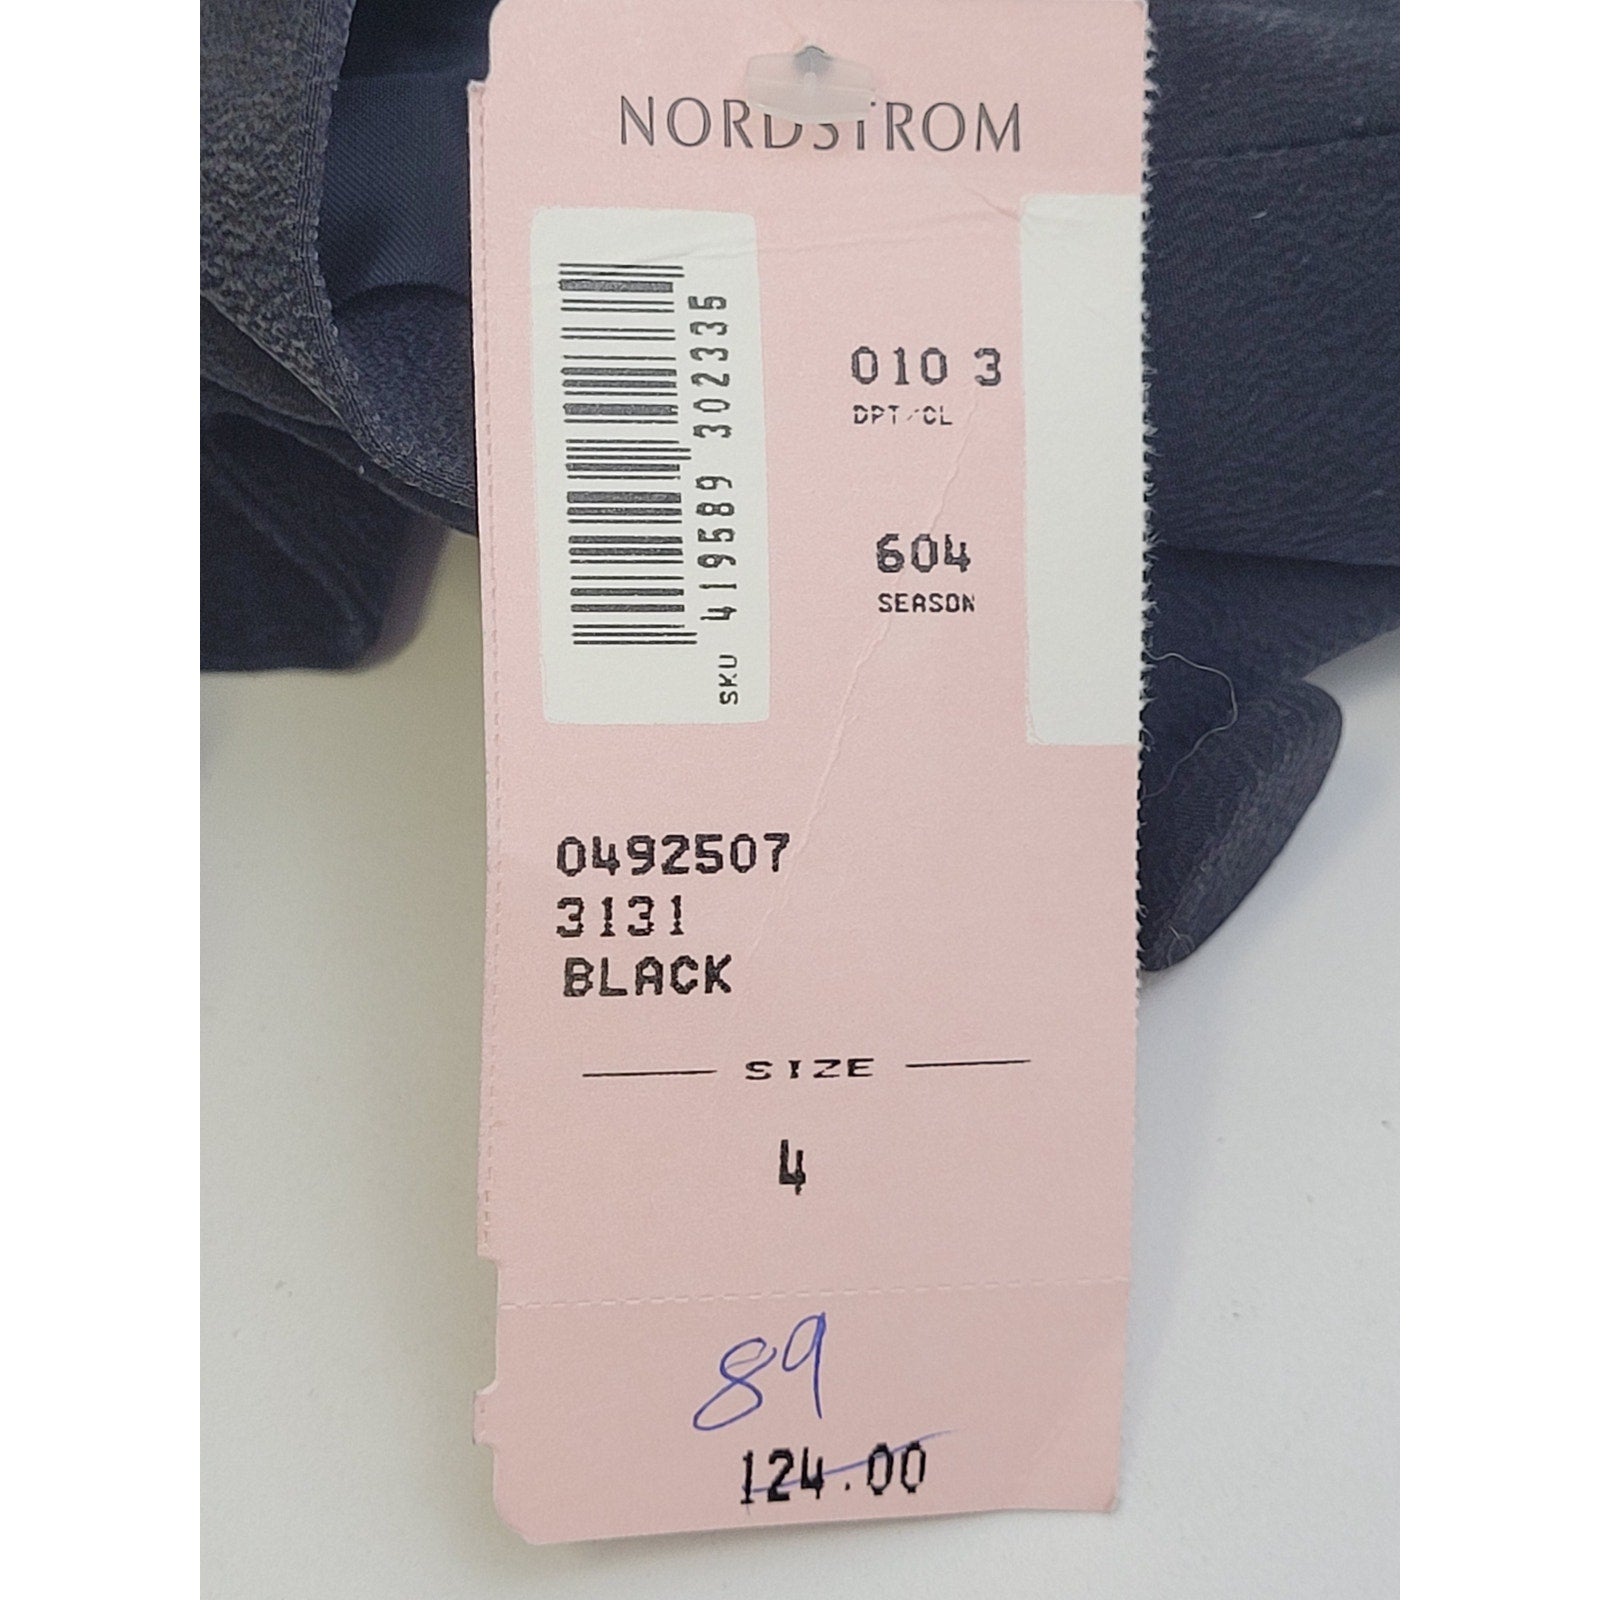 NORDSTROM
SKU 419589 302335
010 3
DPT/CL
604
SEASON
0492507
3131
BLACK
SIZE
4
89
124.00